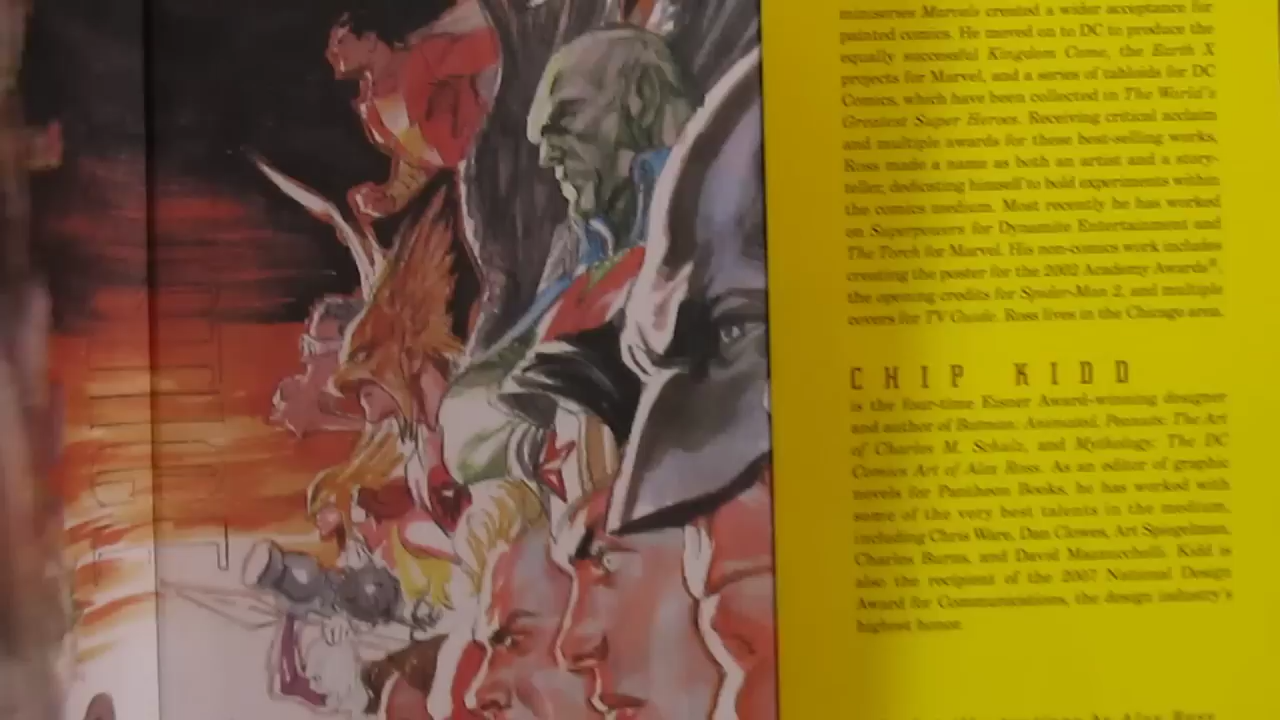 miniseries Marvels created a wider acceptance for
painted comics. He moved on to DC to produce the
equally successful Kingdom Come, the Earth X
projects for Marvel, and a series of tabloids for DC
Comics, which have been collected in The World's
Greatest Super Heroes. Receiving critical acclaim
and multiple awards for these best-selling works,
Ross made a name as both an artist and a story-
teller, dedicating himself to bold experiments within
the comics medium. Most recently he has worked
on Superpowers for Dynamite Entertainment and
The Torch for Marvel. His non-comics work includes
creating the poster for the 2002 Academy Awards®,
the opening credits for Spider-Man 2, and multiple
covers for TV Guide. Ross lives in the Chicago area.
CHIP KIDD
is the four-time Eisner Award-winning designer
and author of Batman: Animated, Peanuts: The Art
of Charles M. Schulz, and Mythology: The DC
Comics Art of Alex Ross. As an editor of graphic
novels for Pantheon Books, he has worked with
some of the very best talents in the medium,
including Chris Ware, Dan Clowes, Art Spiegelman,
Charles Burns, and David Mazzucchelli. Kidd is
also the recipient of the 2007 National Design
Award for Communications, the design industry's
highest honor.